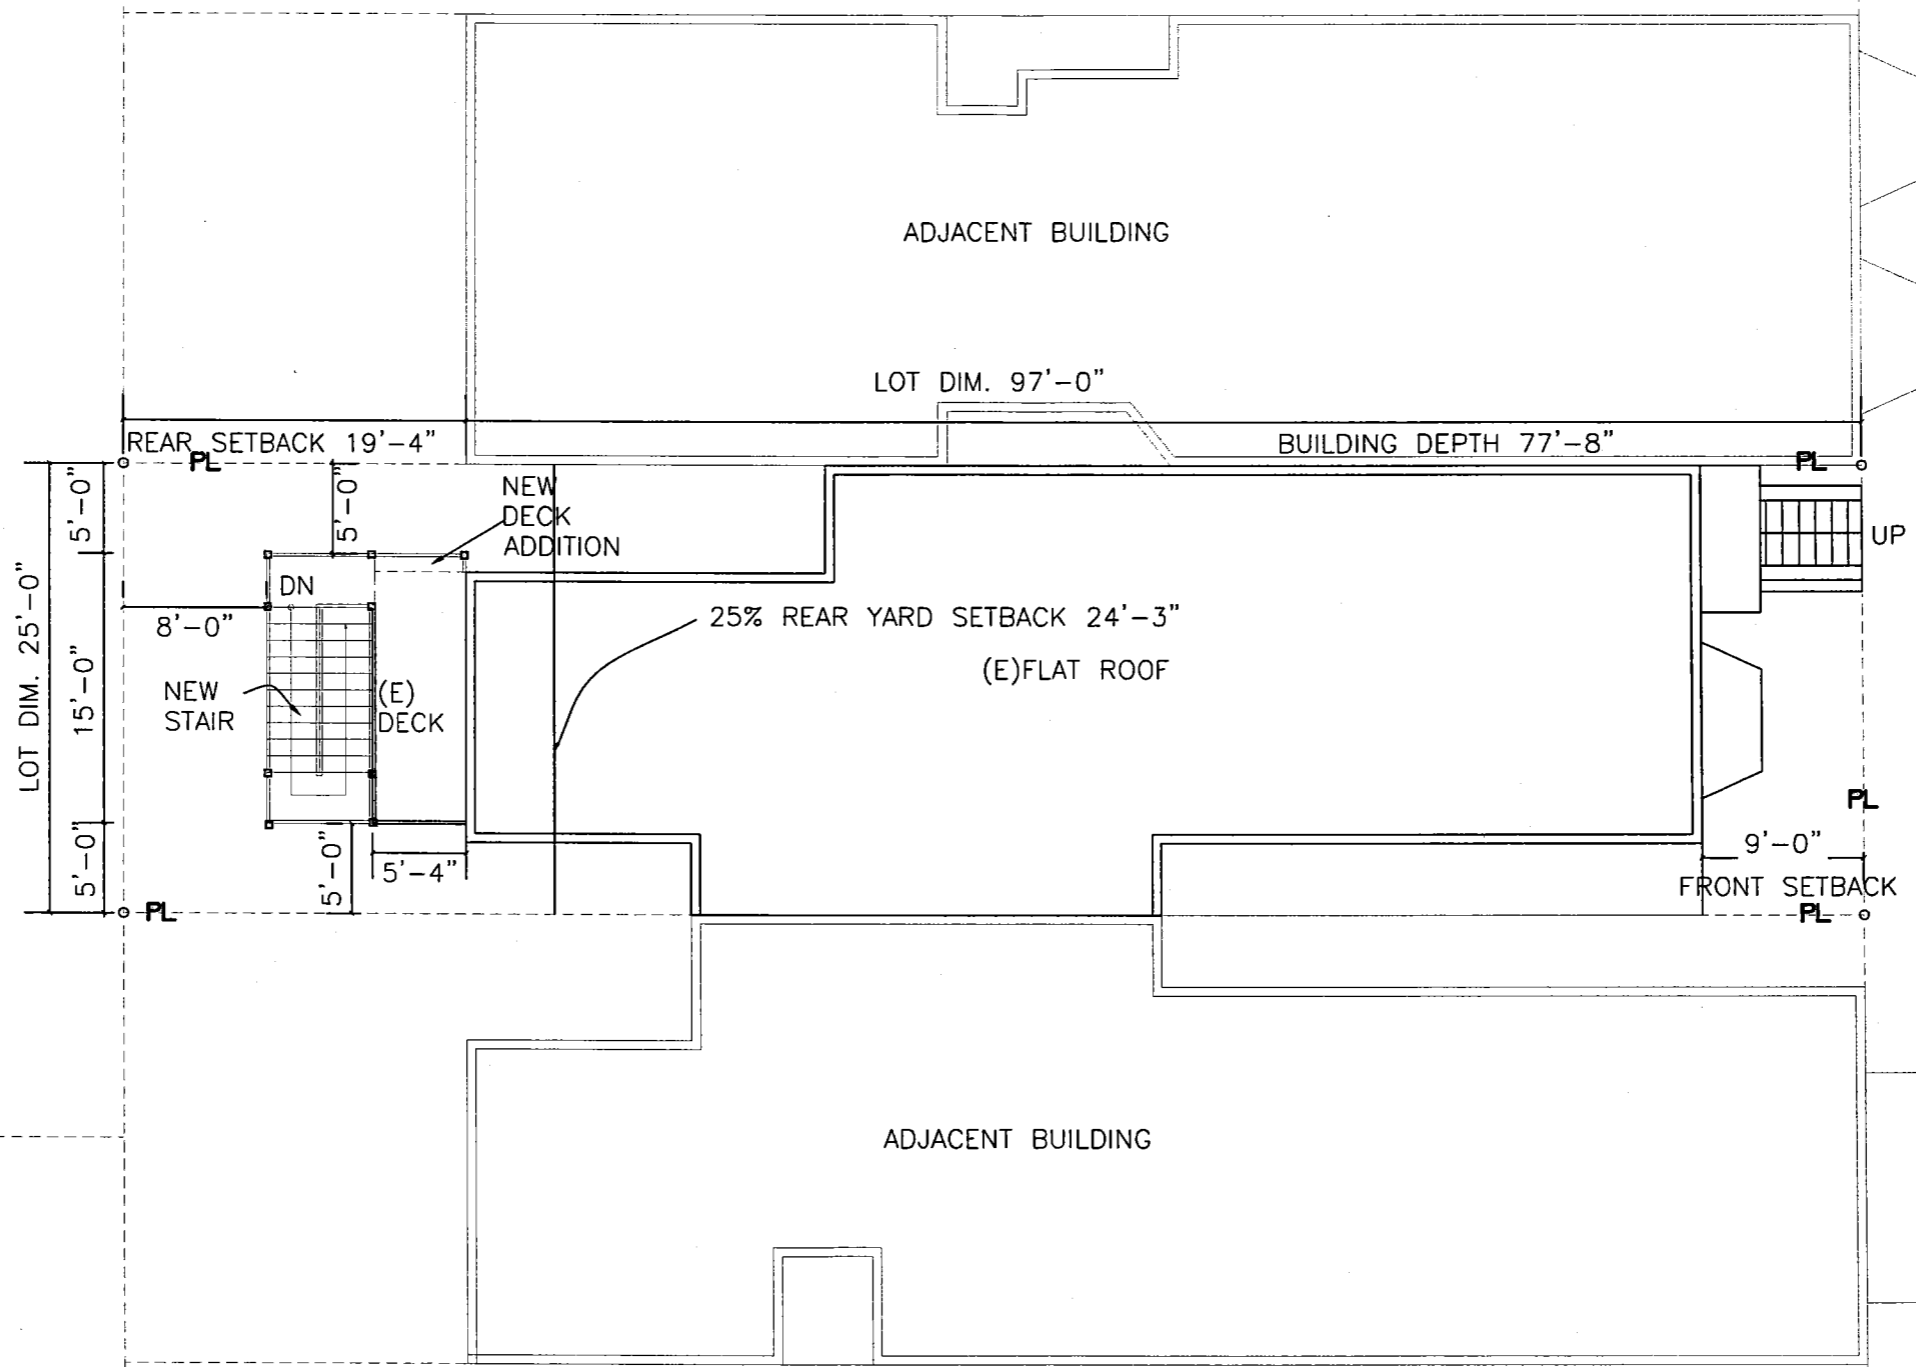 ADJACENT BUILDING
LOT DIM. 97'-0"
REAR SETBACK 19'-4"
BUILDING DEPTH 77'-8"
PL
PL
5'-0"
5'-0"
NEW
DECK
ADDITION
UP
DN
8'-0"
25% REAR YARD SETBACK 24'-3"
(E)FLAT ROOF
LOT DIM. 25'-0"
15'-0"
NEW
STAIR
(E)
DECK
PL
5'-0"
5'-0"
5'-4"
9'-0"
FRONT SETBACK
PL
PL
ADJACENT BUILDING